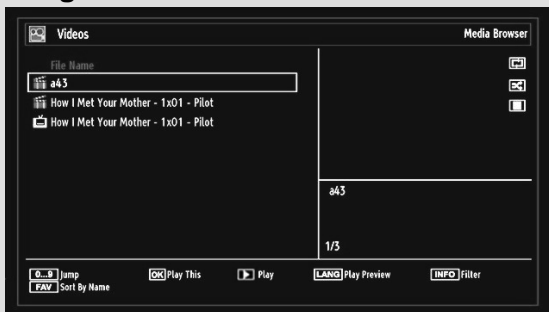 Videos
Media Browser
File Name
a43
How I Met Your Mother - 1x01 - Pilot
How I Met Your Mother - 1x01 - Pilot
a43
1/3
0...9 Jump
OK Play This
Play
LANG Play Preview
INFO Filter
FAV Sort By Name